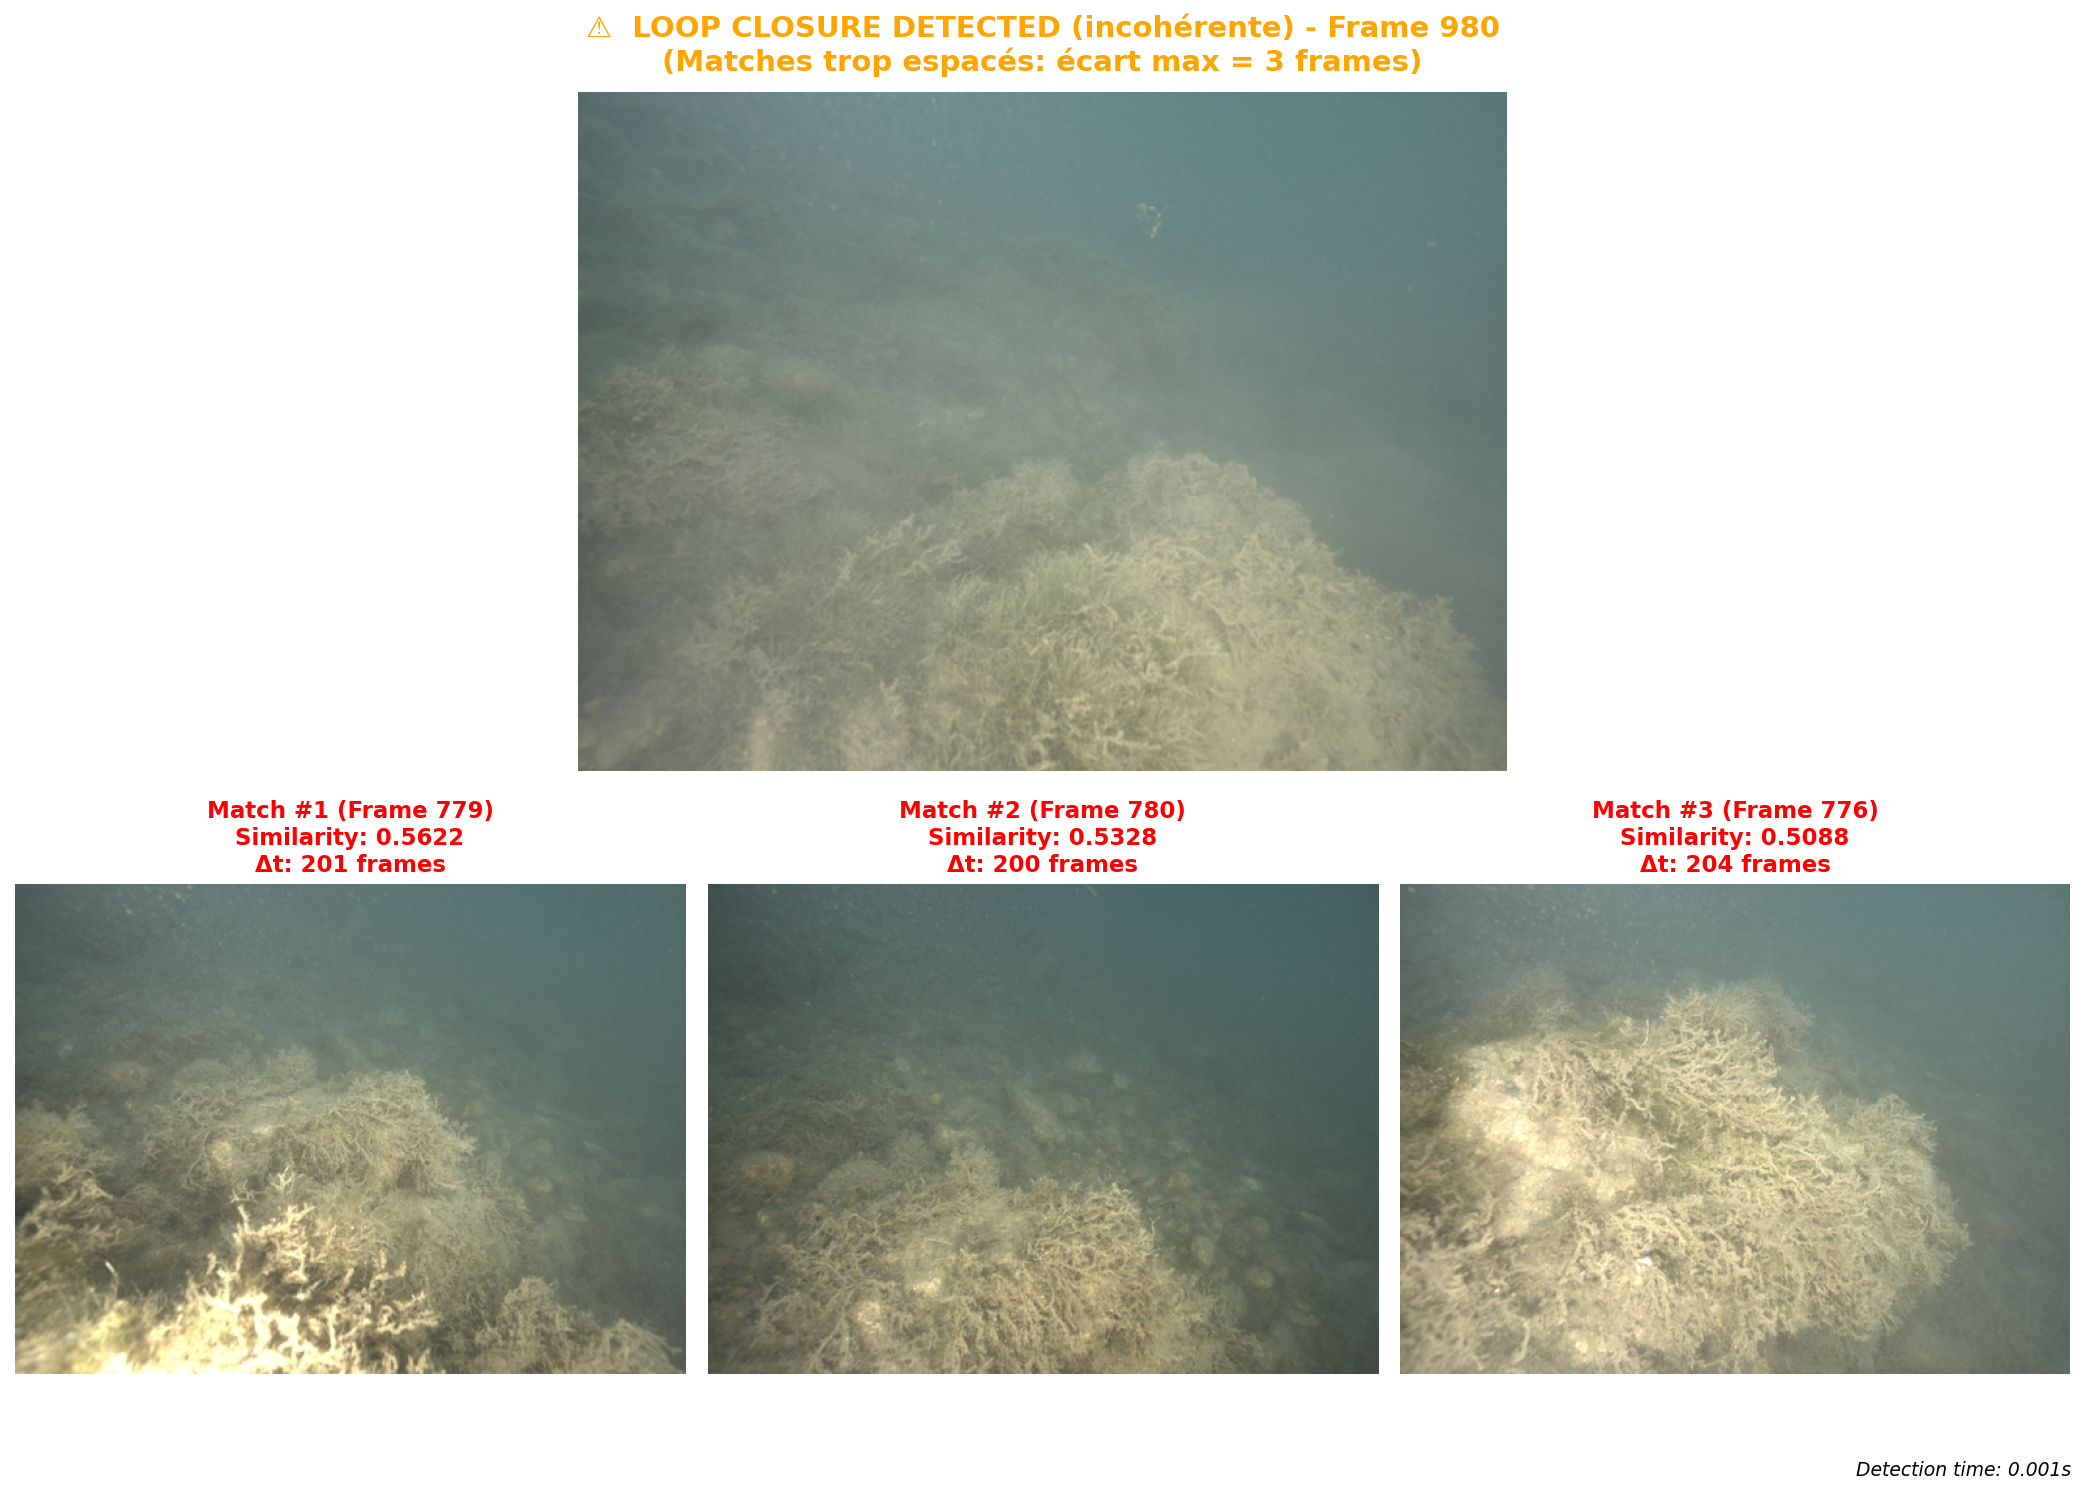 ⚠ LOOP CLOSURE DETECTED (incohérente) - Frame 980
(Matches trop espacés: écart max = 3 frames)
Match #1 (Frame 779)
Similarity: 0.5622
Δt: 201 frames
Match #2 (Frame 780)
Similarity: 0.5328
Δt: 200 frames
Match #3 (Frame 776)
Similarity: 0.5088
Δt: 204 frames
Detection time: 0.001s